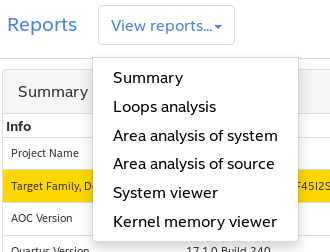 Reports View reports...
Summary
Summary
Loops analysis
Area analysis of system
Area analysis of source
System viewer
Kernel memory viewer
Info
Project Name
Target Family, F45I2S
AOC Version
Quartus Version 17.1.0 Build 240